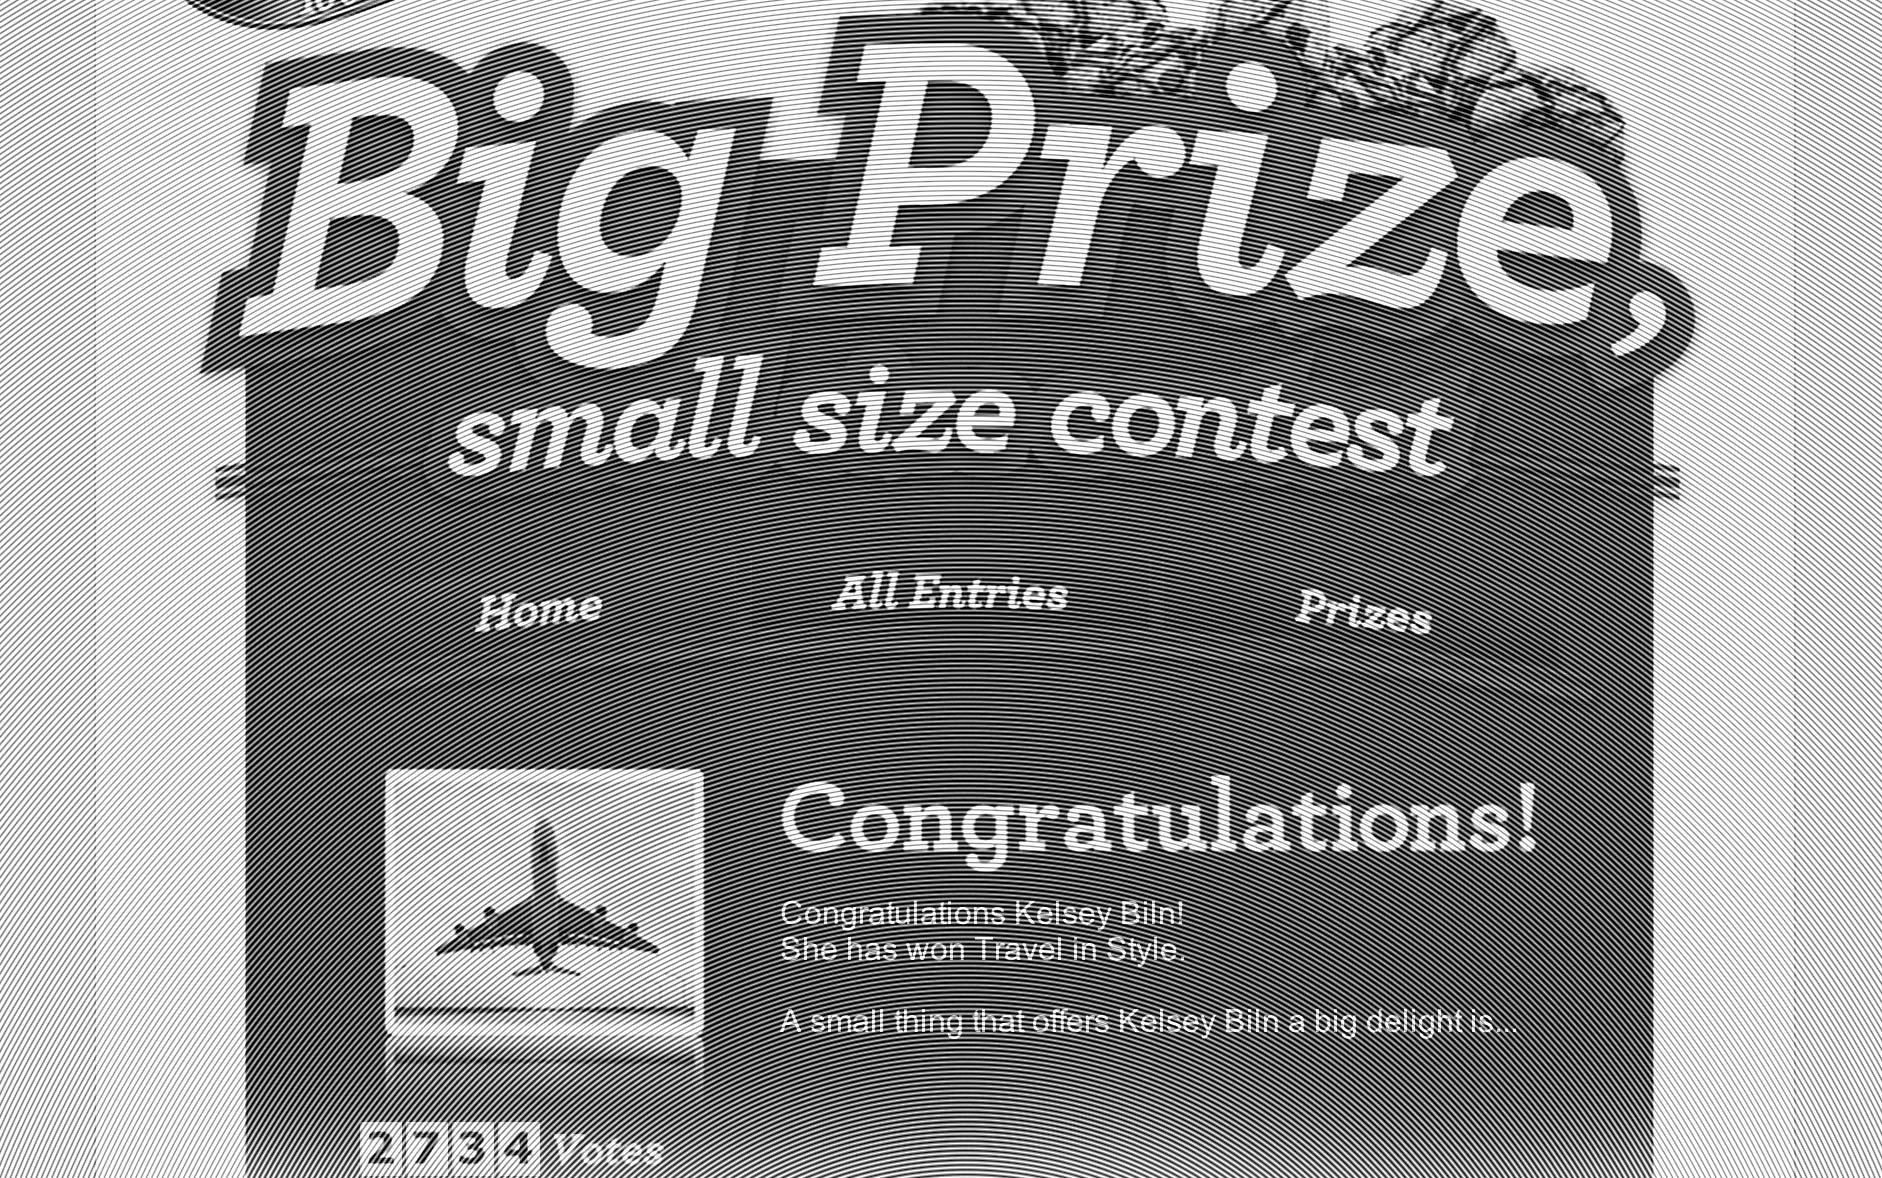 Big Prize,
small size contest
Home All Entries Prizes
Congratulations!
Congratulations Kelsey Biln!
She has won Travel in Style.
A small thing that offers Kelsey Biln a big delight is...
2734 Votes